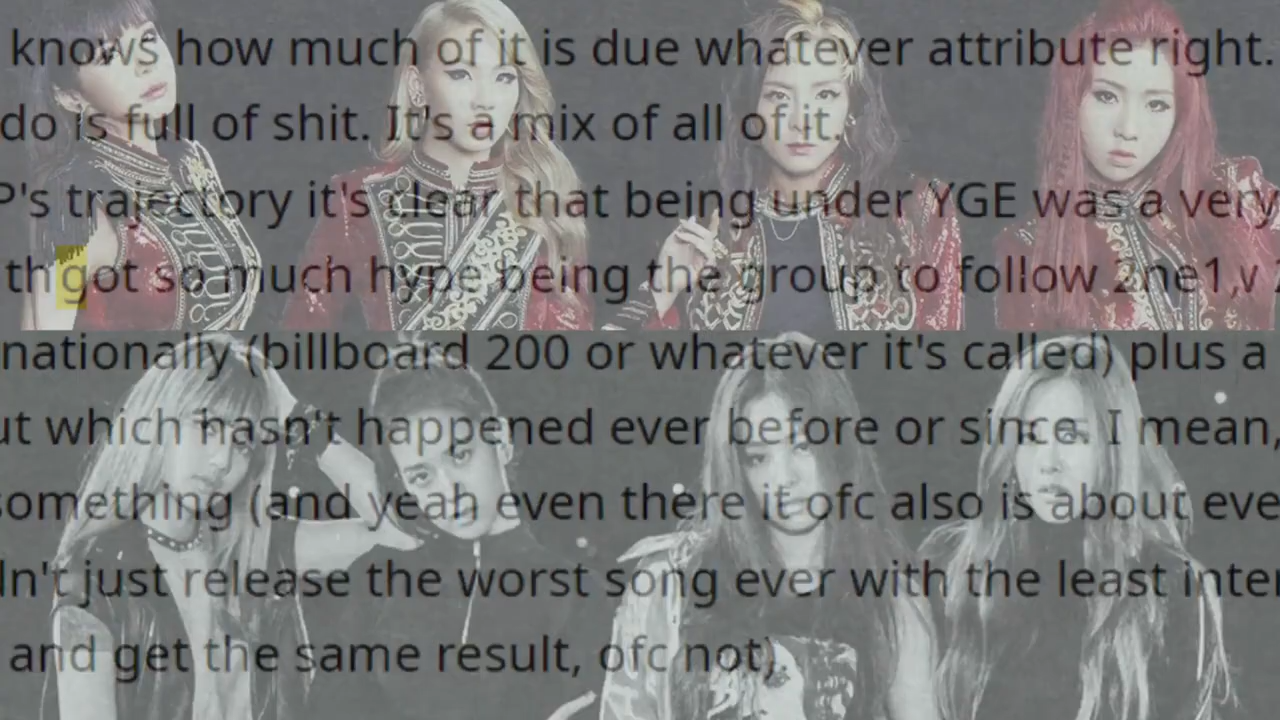 knows how much of it is due whatever attribute right.
do is full of shit. It's a mix of all of it.
P's trajectory it's clear that being under YGE was a very
th got so much hype being the group to follow 2ne1,v
nationally (billboard 200 or whatever it's called) plus a
ut which hasn't happened ever before or since. I mean,
something (and yeah even there it ofc also is about eve
dn't just release the worst song ever with the least inter
and get the same result, ofc not).